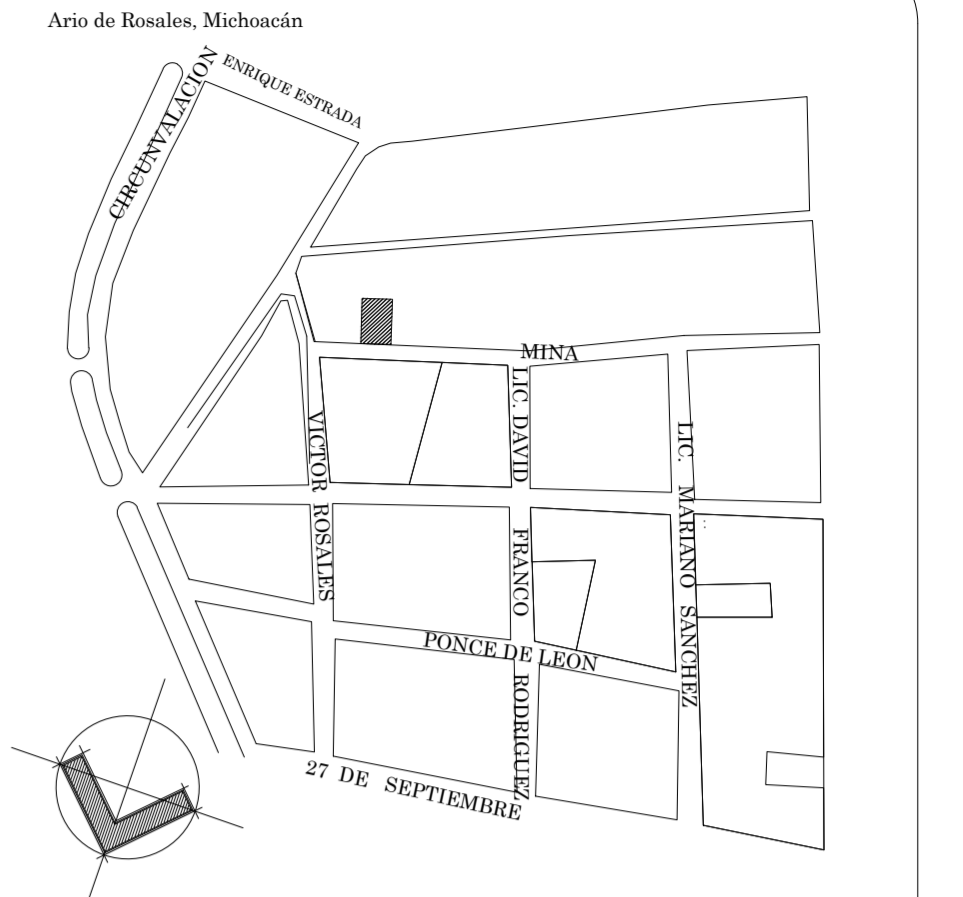 Ario de Rosales, Michoacán
CIRCUNVALACION
ENRIQUE ESTRADA
MINA
LIC. DAVID FRANCO RODRIGUEZ
VICTOR ROSALES
LIC. MARIANO SANCHEZ
PONCE DE LEON
27 DE SEPTIEMBRE